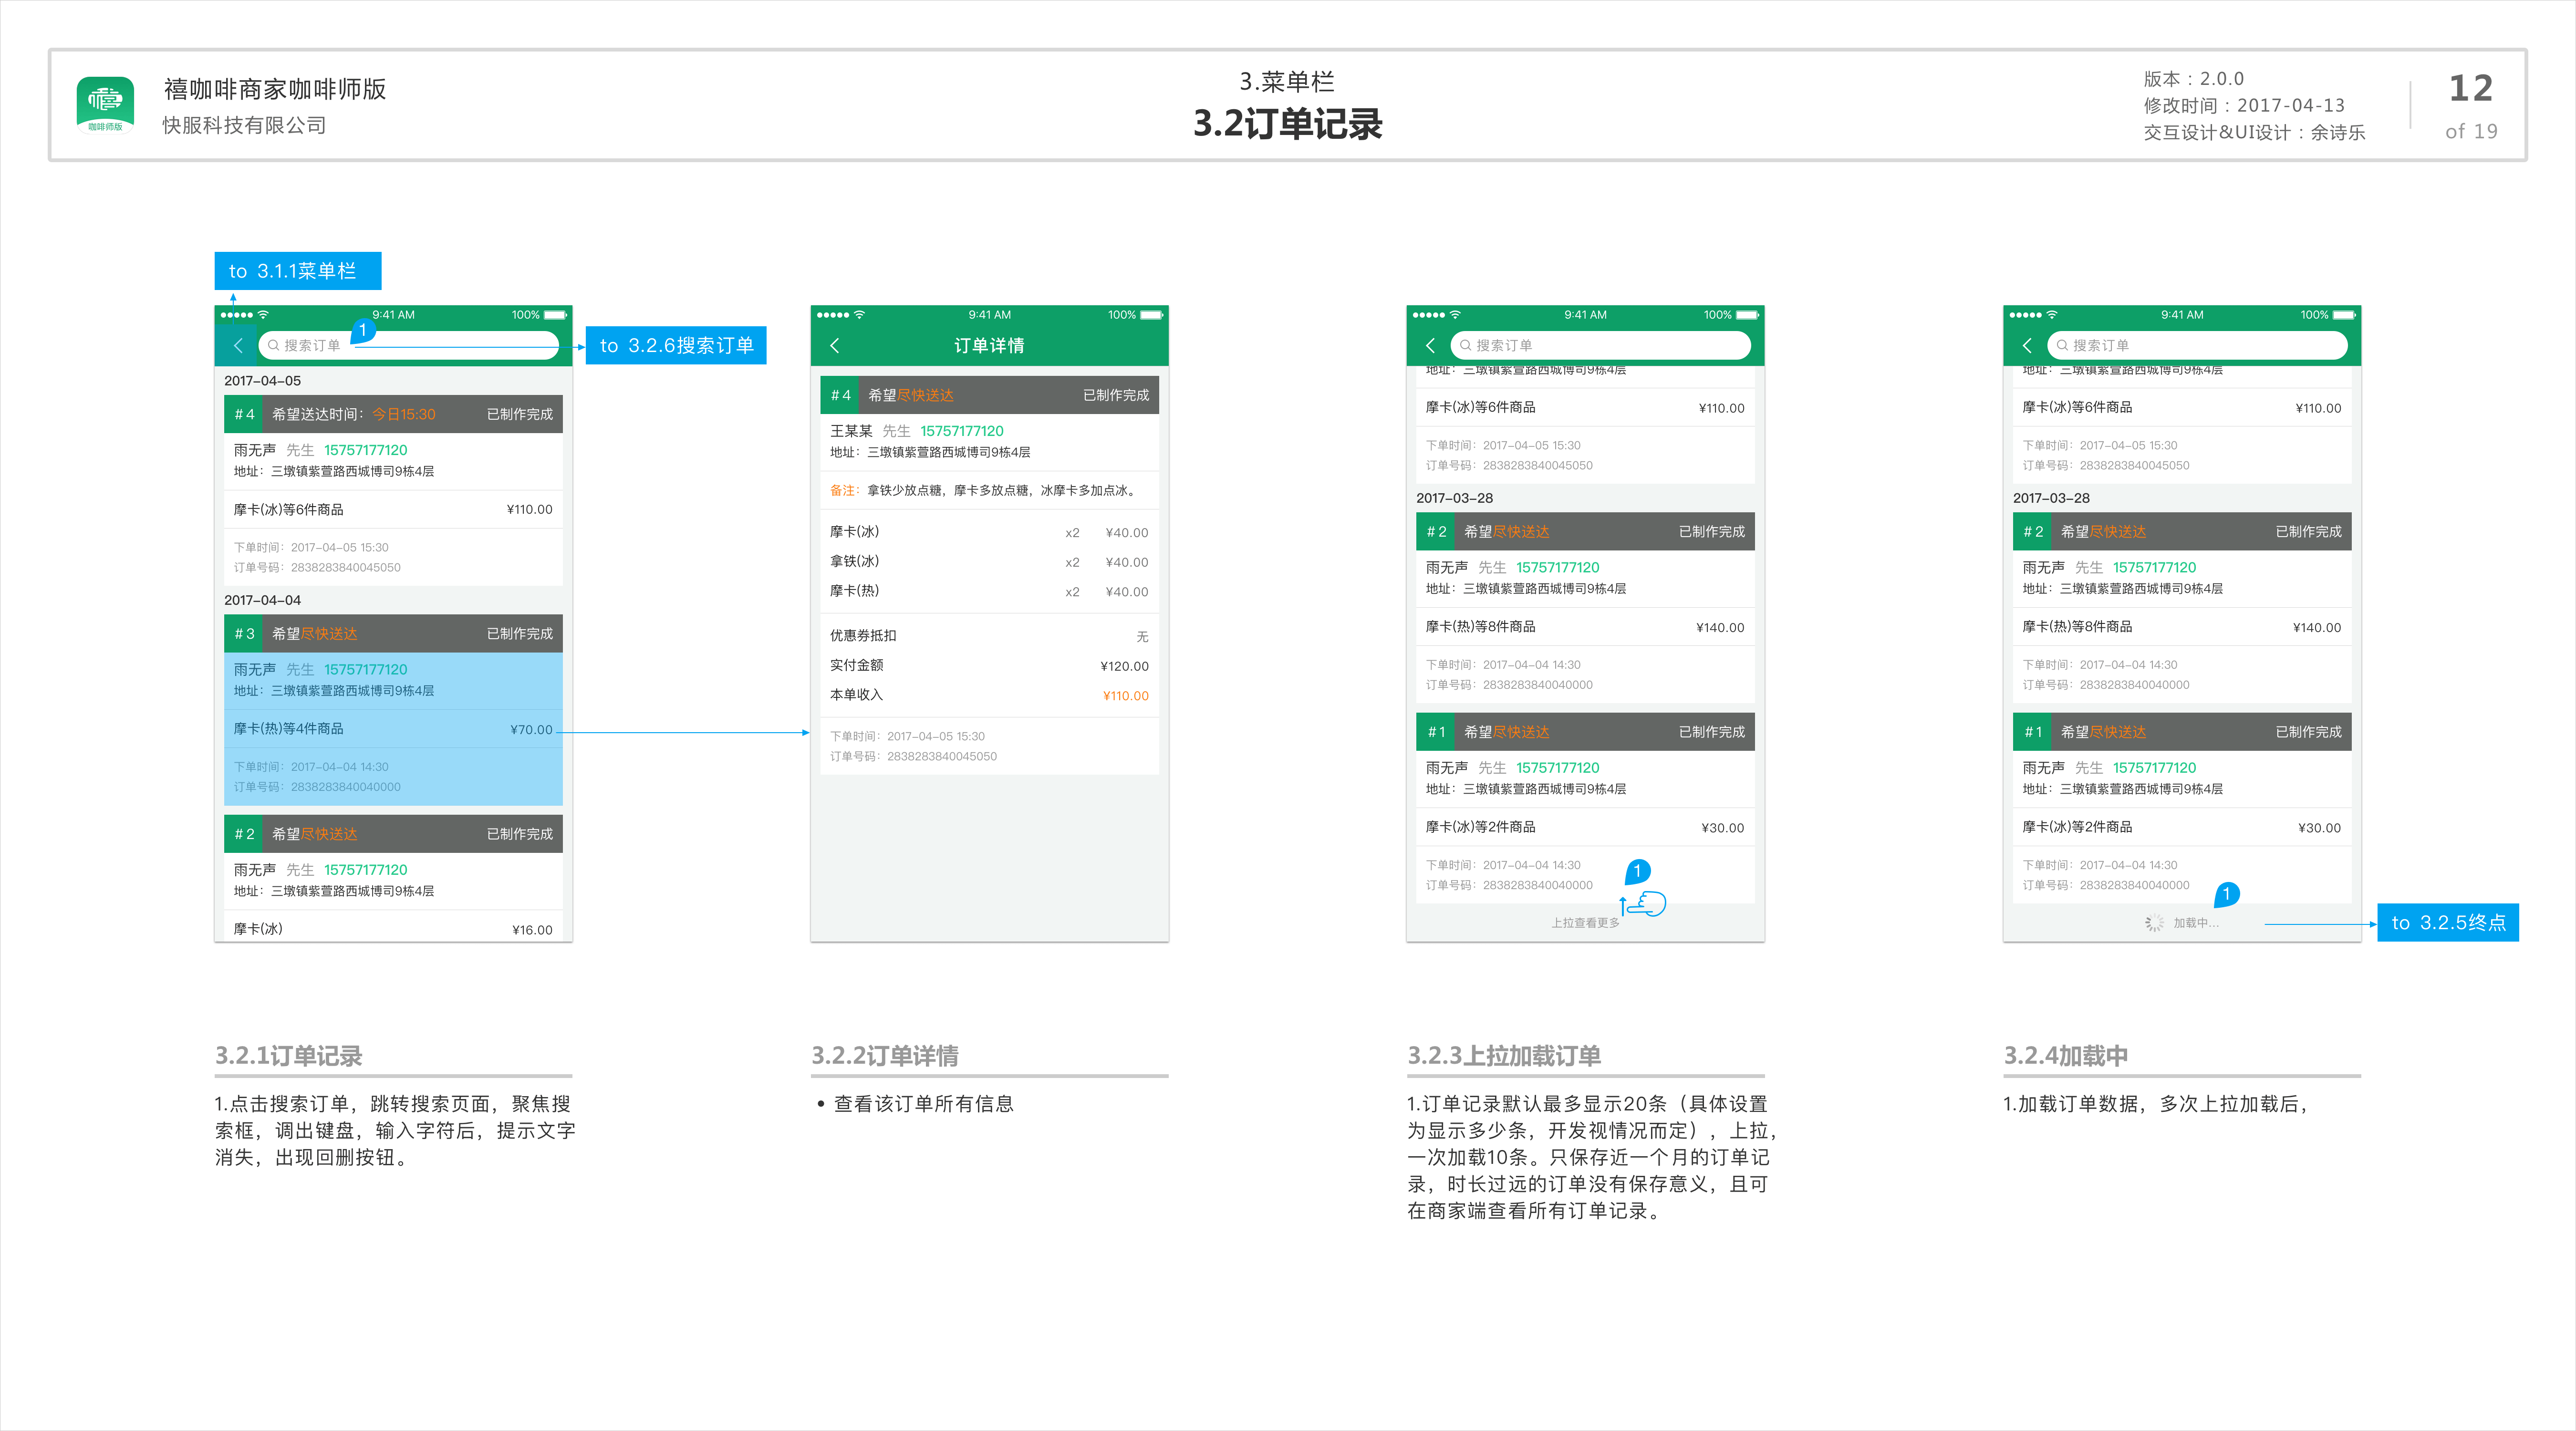 禧咖啡商家咖啡师版
快服科技有限公司
咖啡师版
3.菜单栏
3.2订单记录
版本：2.0.0
修改时间：2017-04-13
交互设计&UI设计：余诗乐
12
of 19
to 3.1.1菜单栏
9:41 AM 100%
1
搜索订单
to 3.2.6搜索订单
2017-04-05
#4 希望送达时间：今日15:30 已制作完成
雨无声 先生 15757177120
地址：三墩镇紫萱路西城博司9栋4层
摩卡(冰)等6件商品 ¥110.00
下单时间：2017-04-05 15:30
订单号码：2838283840045050
2017-04-04
#3 希望尽快送达 已制作完成
雨无声 先生 15757177120
地址：三墩镇紫萱路西城博司9栋4层
摩卡(热)等4件商品 ¥70.00
下单时间：2017-04-04 14:30
订单号码：2838283840040000
#2 希望尽快送达 已制作完成
雨无声 先生 15757177120
地址：三墩镇紫萱路西城博司9栋4层
摩卡(冰) ¥16.00
9:41 AM 100%
订单详情
#4 希望尽快送达 已制作完成
王某某 先生 15757177120
地址：三墩镇紫萱路西城博司9栋4层
备注：拿铁少放点糖，摩卡多放点糖，冰摩卡多加点冰。
摩卡(冰) x2 ¥40.00
拿铁(冰) x2 ¥40.00
摩卡(热) x2 ¥40.00
优惠券抵扣 无
实付金额 ¥120.00
本单收入 ¥110.00
下单时间：2017-04-05 15:30
订单号码：2838283840045050
9:41 AM 100%
搜索订单
地址：三墩镇紫萱路西城博司9栋4层
摩卡(冰)等6件商品 ¥110.00
下单时间：2017-04-05 15:30
订单号码：2838283840045050
2017-03-28
#2 希望尽快送达 已制作完成
雨无声 先生 15757177120
地址：三墩镇紫萱路西城博司9栋4层
摩卡(热)等8件商品 ¥140.00
下单时间：2017-04-04 14:30
订单号码：2838283840040000
#1 希望尽快送达 已制作完成
雨无声 先生 15757177120
地址：三墩镇紫萱路西城博司9栋4层
摩卡(冰)等2件商品 ¥30.00
下单时间：2017-04-04 14:30
订单号码：2838283840040000
1
上拉查看更多
9:41 AM 100%
搜索订单
地址：三墩镇紫萱路西城博司9栋4层
摩卡(冰)等6件商品 ¥110.00
下单时间：2017-04-05 15:30
订单号码：2838283840045050
2017-03-28
#2 希望尽快送达 已制作完成
雨无声 先生 15757177120
地址：三墩镇紫萱路西城博司9栋4层
摩卡(热)等8件商品 ¥140.00
下单时间：2017-04-04 14:30
订单号码：2838283840040000
#1 希望尽快送达 已制作完成
雨无声 先生 15757177120
地址：三墩镇紫萱路西城博司9栋4层
摩卡(冰)等2件商品 ¥30.00
下单时间：2017-04-04 14:30
订单号码：2838283840040000
1
加载中...
to 3.2.5终点
3.2.1订单记录
1.点击搜索订单，跳转搜索页面，聚焦搜
索框，调出键盘，输入字符后，提示文字
消失，出现回删按钮。
3.2.2订单详情
• 查看该订单所有信息
3.2.3上拉加载订单
1.订单记录默认最多显示20条（具体设置
为显示多少条，开发视情况而定），上拉，
一次加载10条。只保存近一个月的订单记
录，时长过远的订单没有保存意义，且可
在商家端查看所有订单记录。
3.2.4加载中
1.加载订单数据，多次上拉加载后，